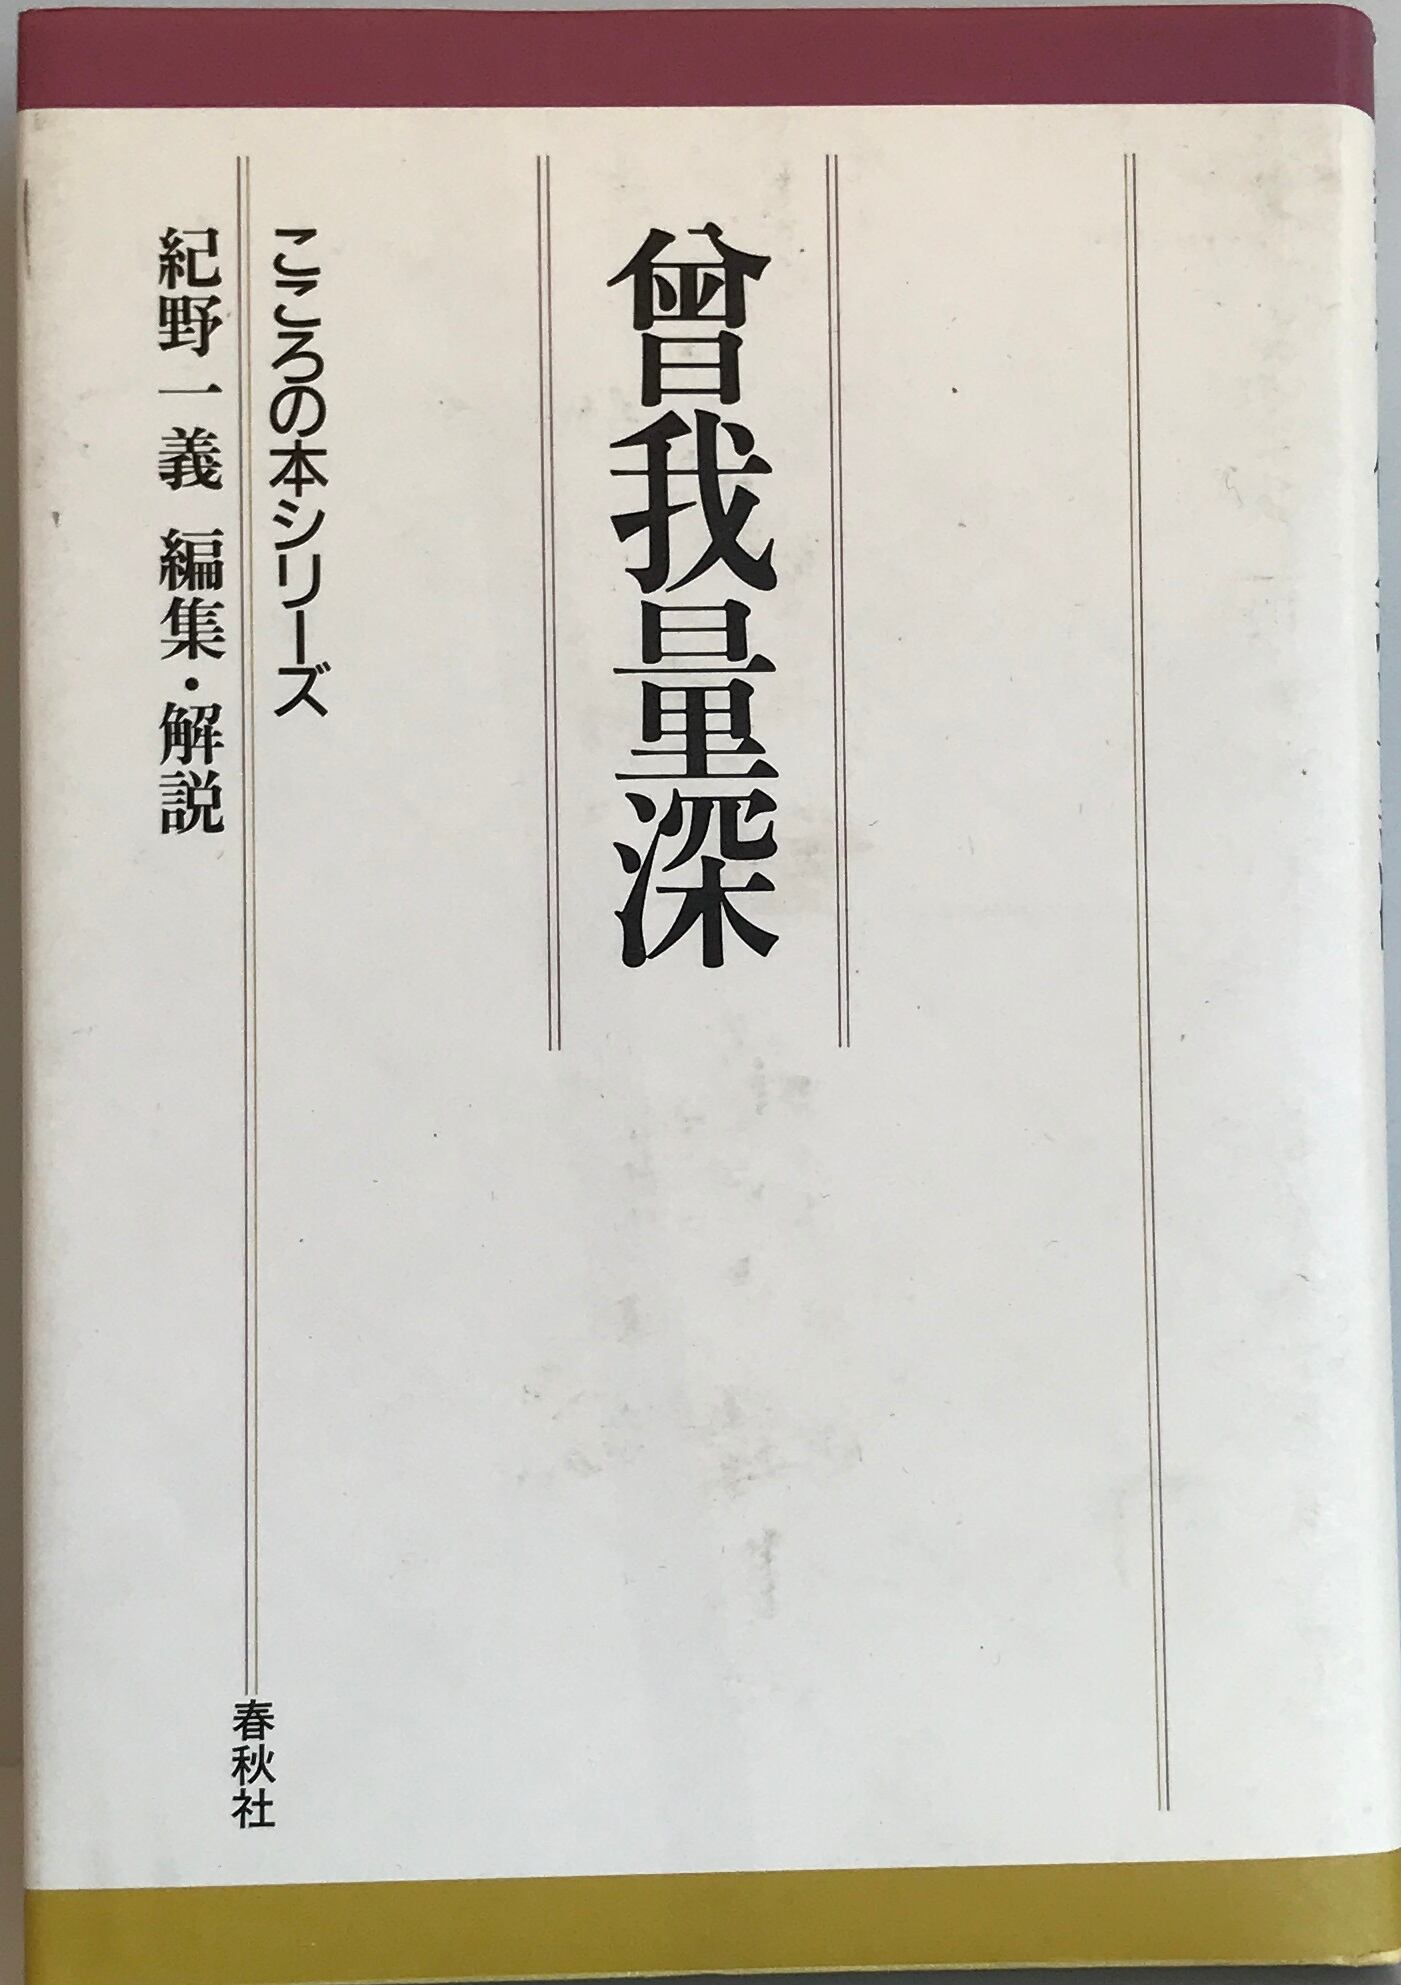 曾我量深
こころの本シリーズ
紀野一義 編集・解説
春秋社